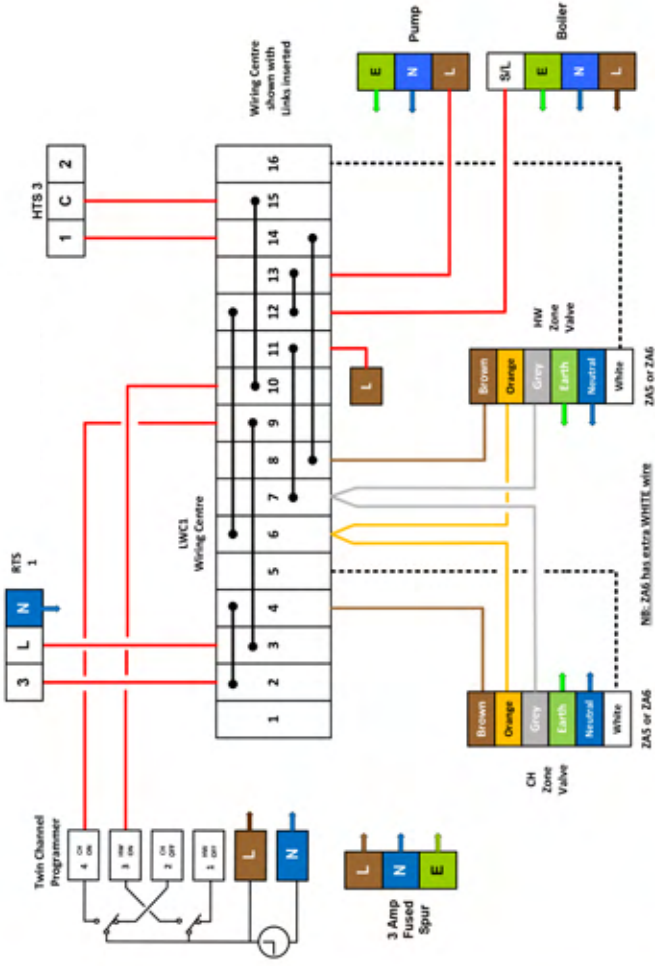 Twin Channel
Programmer
4 CH ON
3 HW ON
2 CH OFF
1 HW OFF
L
N
L
N
E
3 Amp
Fused
Spur
RTS
1
3
L
N
HTS 3
1
C
2
LWC1
Wiring Centre
Wiring Centre
shown with
Links inserted
1
2
3
4
5
6
7
8
9
10
11
12
13
14
15
16
L
Pump
E
N
L
Boiler
S/L
E
N
L
CH
Zone
Valve
Brown
Orange
Grey
Earth
Neutral
White
ZA5 or ZA6
NB: ZA6 has extra WHITE wire
HW
Zone
Valve
Brown
Orange
Grey
Earth
Neutral
White
ZA5 or ZA6